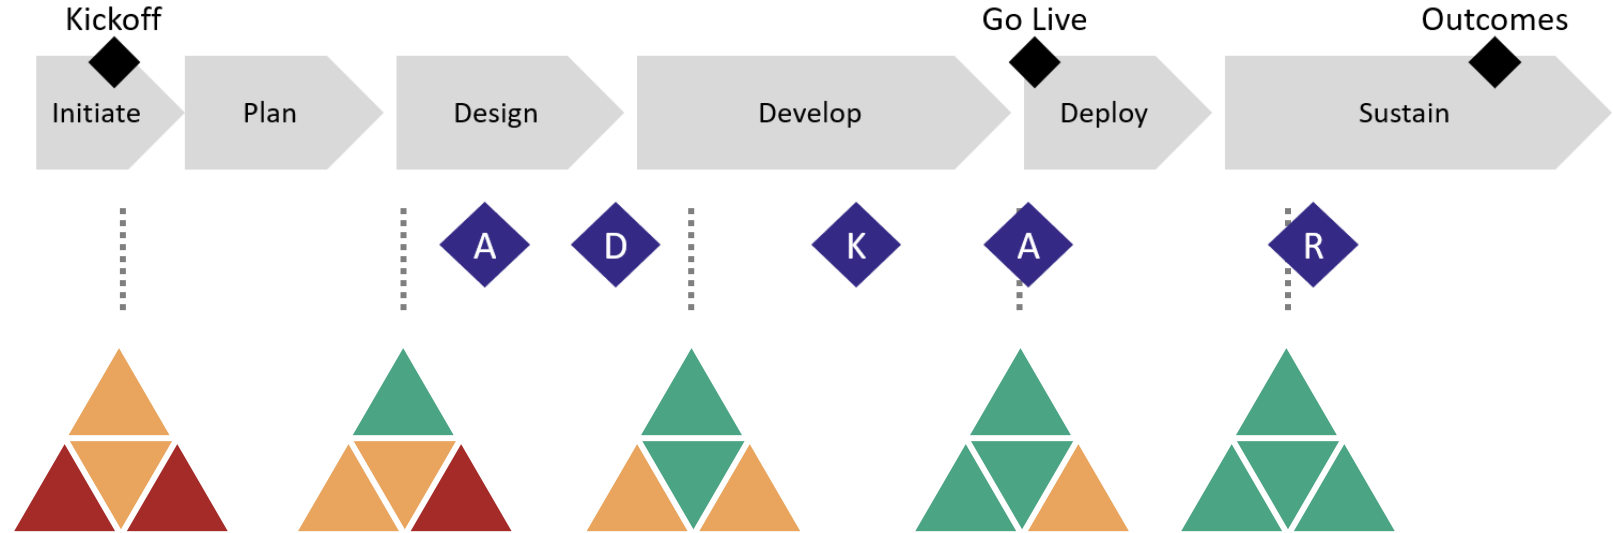 Kickoff
Go Live
Outcomes
Initiate
Plan
Design
Develop
Deploy
Sustain
A
D
K
A
R